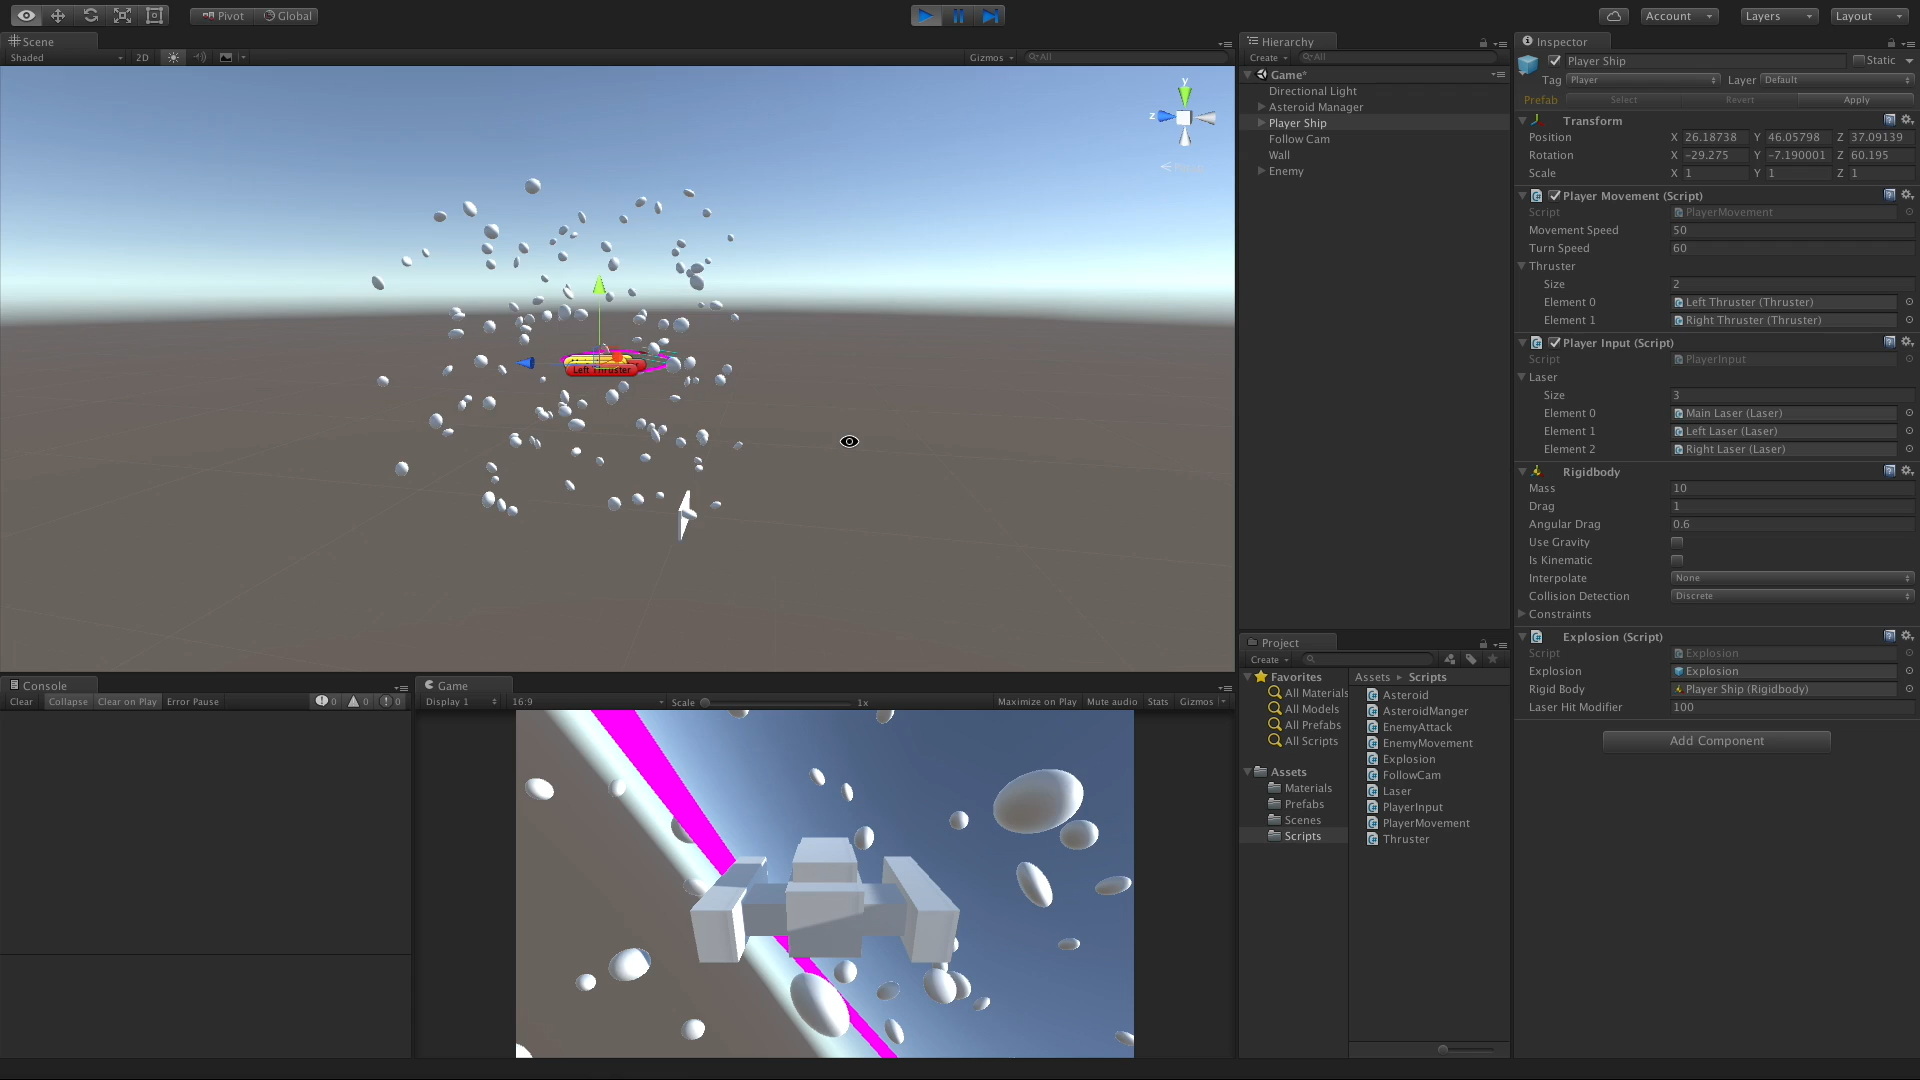 Pivot Global
Account Layers Layout
Scene
Shaded 2D Gizmos All
y
z
Left Thruster
Console
Clear Collapse Clear on Play Error Pause 0 0 0
Game
Display 1 16:9 Scale 1x Maximize on Play Mute audio Stats Gizmos
Hierarchy
Create All
Game*
Directional Light
Asteroid Manager
Player Ship
Follow Cam
Wall
Enemy
Project
Create
Favorites
All Materials
All Models
All Prefabs
All Scripts
Assets
Materials
Prefabs
Scenes
Scripts
Assets Scripts
Asteroid
AsteroidManger
EnemyAttack
EnemyMovement
Explosion
FollowCam
Laser
PlayerInput
PlayerMovement
Thruster
Inspector
Player Ship Static
Tag Player Layer Default
Prefab Select Revert Apply
Transform
Position X 26.18738 Y 46.05798 Z 37.09139
Rotation X -29.275 Y -7.190001 Z 60.195
Scale X 1 Y 1 Z 1
Player Movement (Script)
Script PlayerMovement
Movement Speed 50
Turn Speed 60
Thruster
Size 2
Element 0 Left Thruster (Thruster)
Element 1 Right Thruster (Thruster)
Player Input (Script)
Script PlayerInput
Laser
Size 3
Element 0 Main Laser (Laser)
Element 1 Left Laser (Laser)
Element 2 Right Laser (Laser)
Rigidbody
Mass 10
Drag 1
Angular Drag 0.6
Use Gravity
Is Kinematic
Interpolate None
Collision Detection Discrete
Constraints
Explosion (Script)
Script Explosion
Explosion Explosion
Rigid Body Player Ship (Rigidbody)
Laser Hit Modifier 100
Add Component